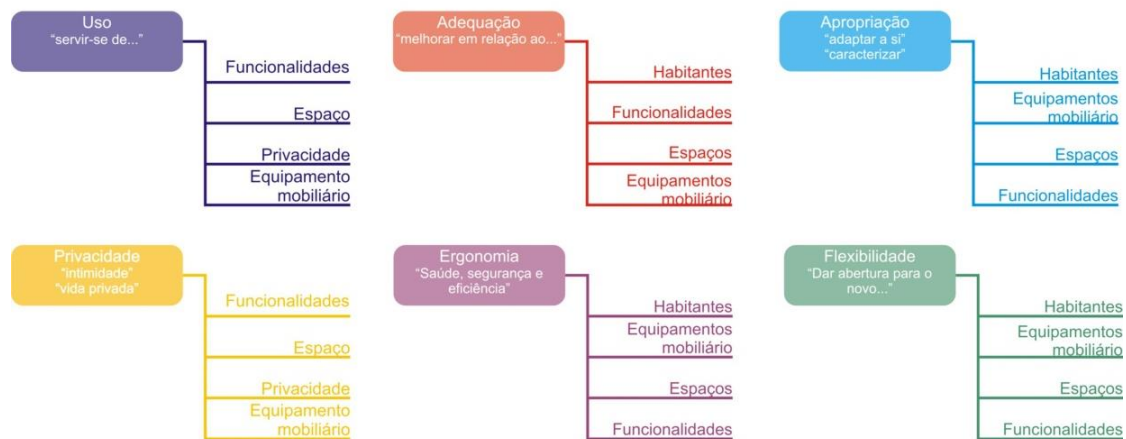 Uso
“servir-se de...”
Funcionalidades
Espaço
Privacidade
Equipamento
mobiliário
Adequação
“melhorar em relação ao...”
Habitantes
Funcionalidades
Espaços
Equipamentos
mobiliário
Apropriação
“adaptar a si”
“caracterizar”
Habitantes
Equipamentos
mobiliário
Espaços
Funcionalidades
Privacidade
“intimidade”
“vida privada”
Funcionalidades
Espaço
Privacidade
Equipamento
mobiliário
Ergonomia
“Saúde, segurança e
eficiência”
Habitantes
Equipamentos
mobiliário
Espaços
Funcionalidades
Flexibilidade
“Dar abertura para o
novo...”
Habitantes
Equipamentos
mobiliário
Espaços
Funcionalidades